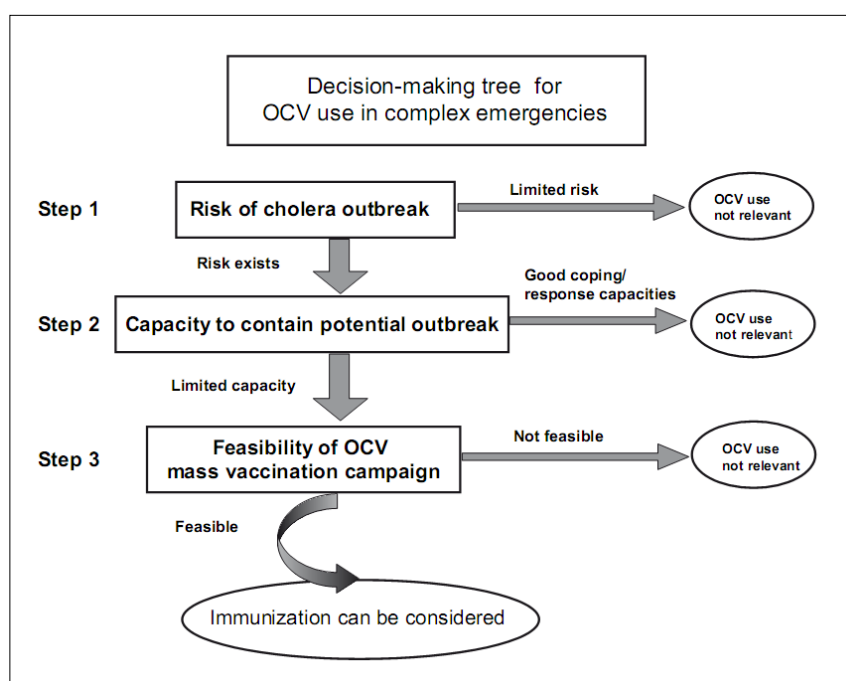 Decision-making tree for
OCV use in complex emergencies
Limited risk
Step 1
Risk of cholera outbreak
OCV use
not relevant
Risk exists
Good coping/
response capacities
Step 2
Capacity to contain potential outbreak
OCV use
not relevant
Limited capacity
Step 3
Feasibility of OCV
mass vaccination campaign
Not feasible
OCV use
not relevant
Feasible
Immunization can be considered